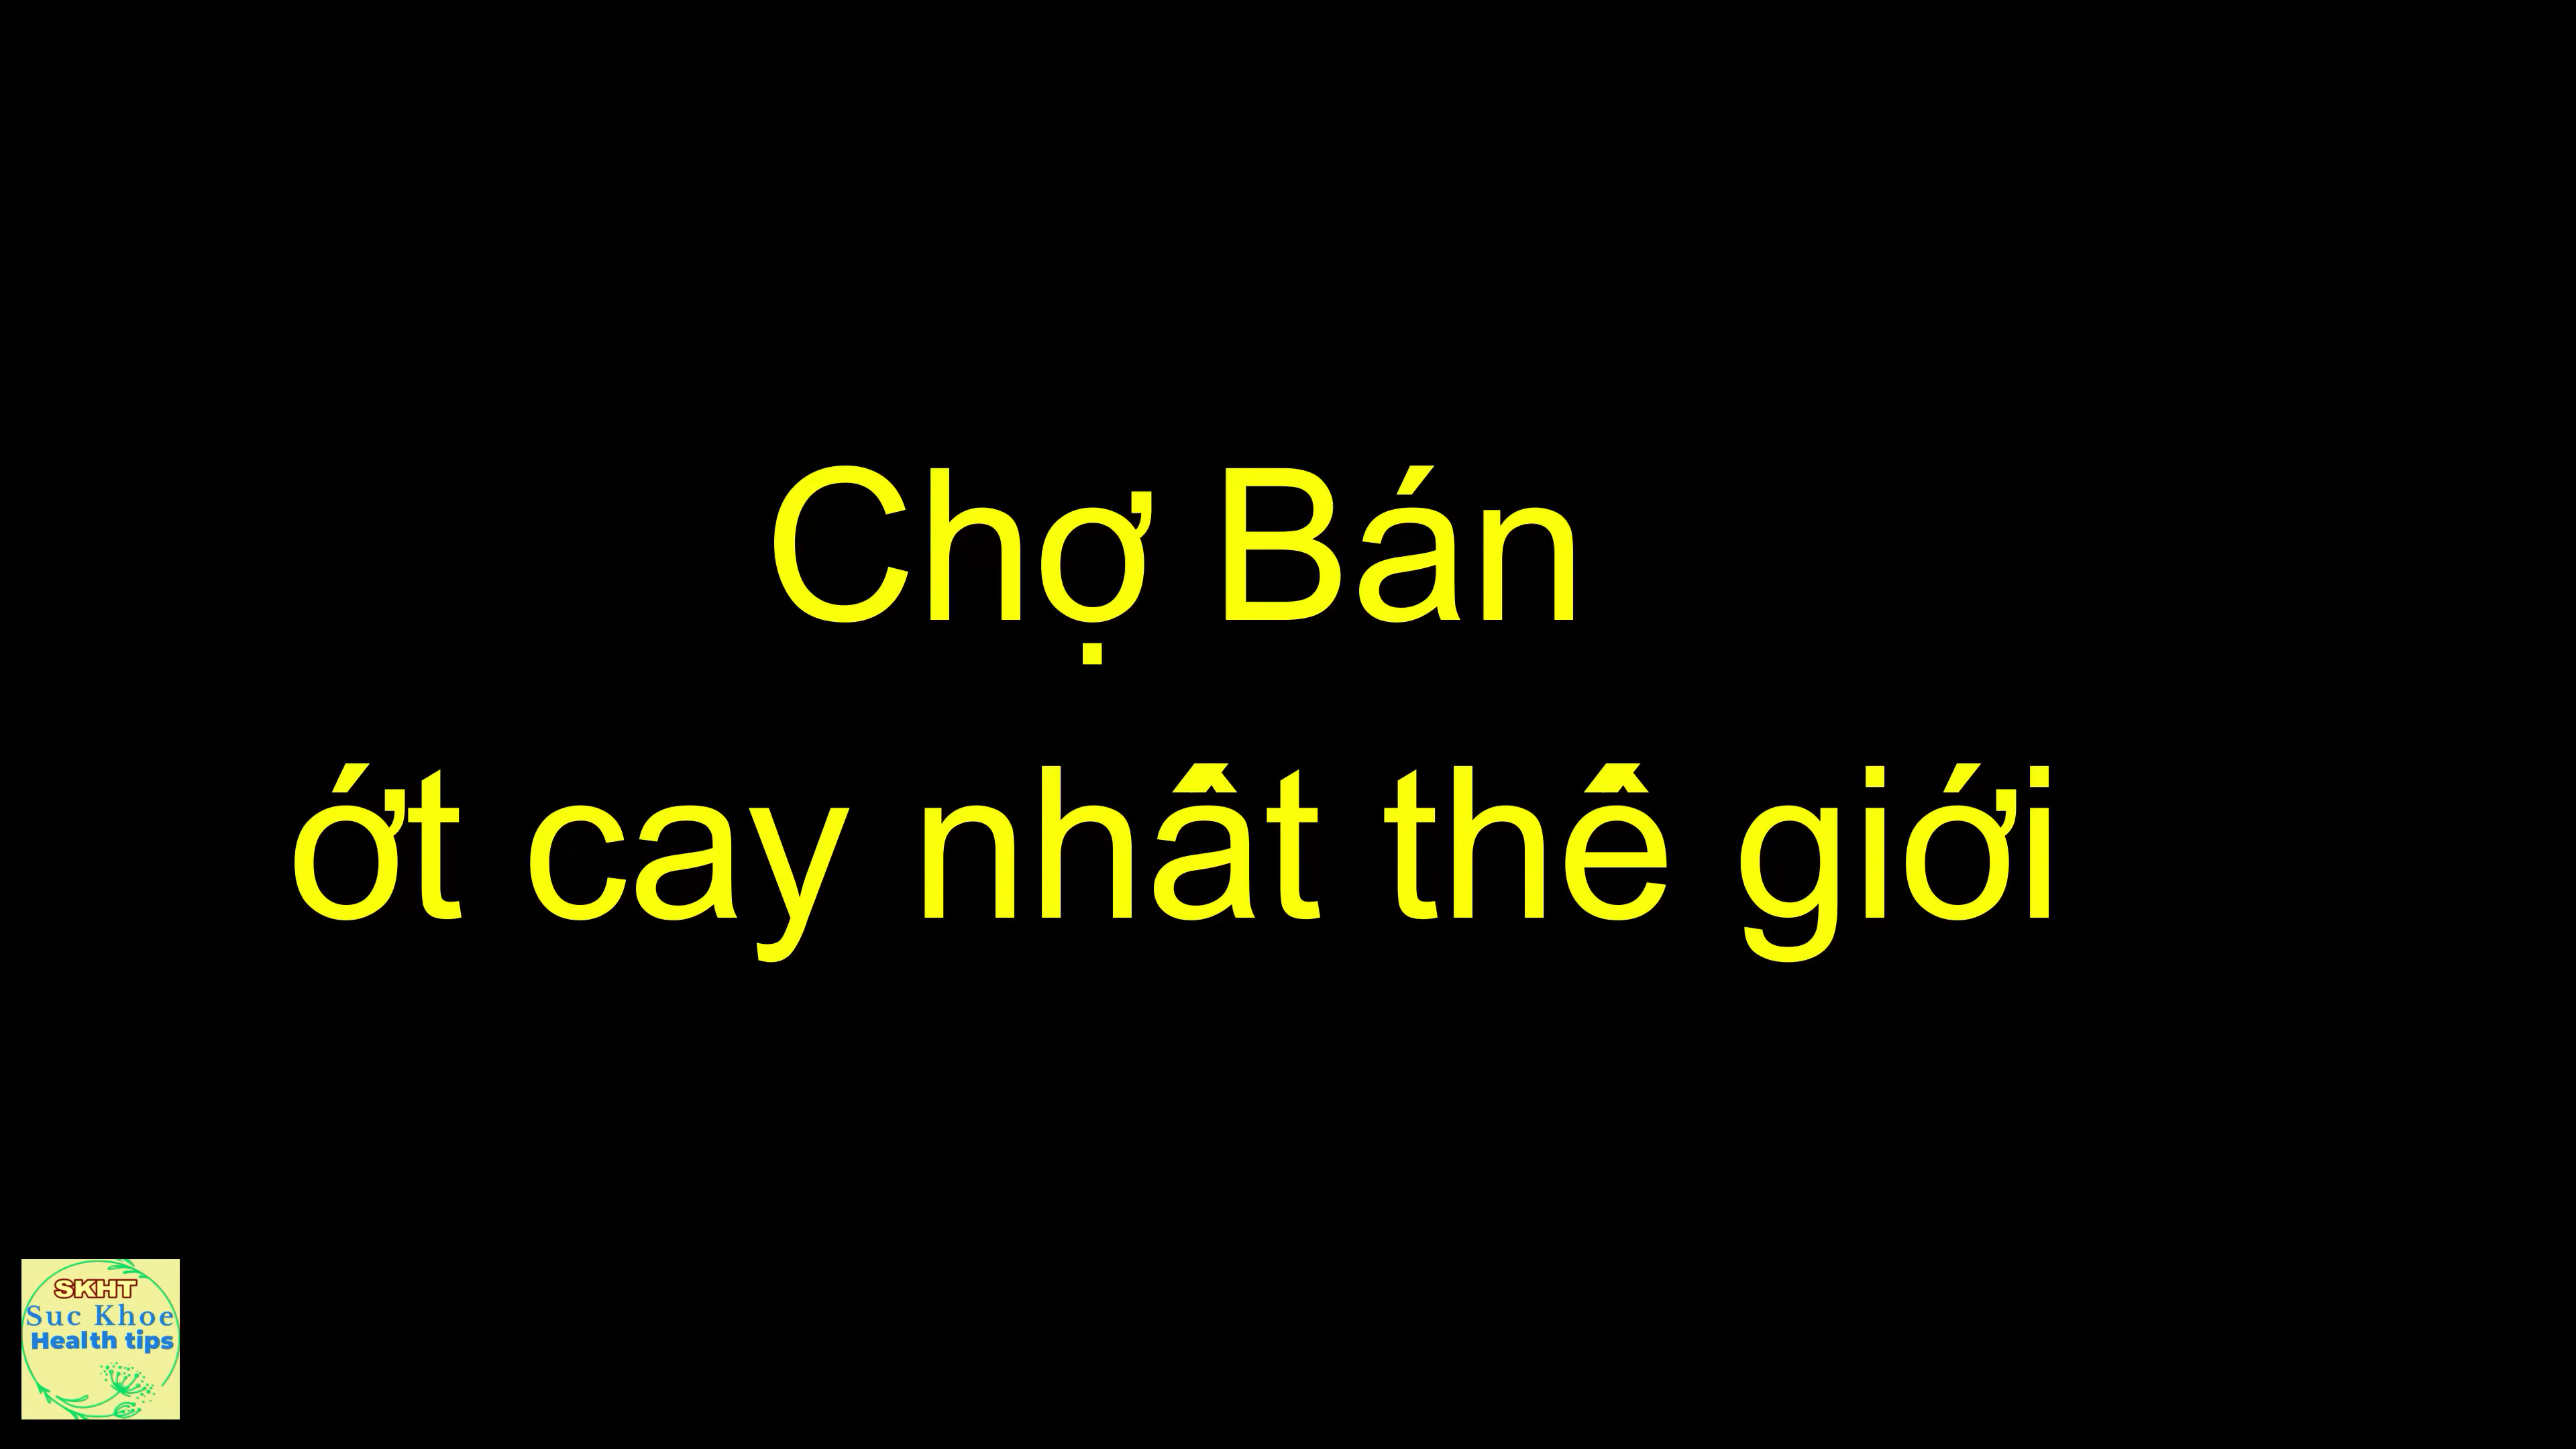 Chợ Bán
ớt cay nhất thế giới
SKHT
Suc Khoe
Health tips